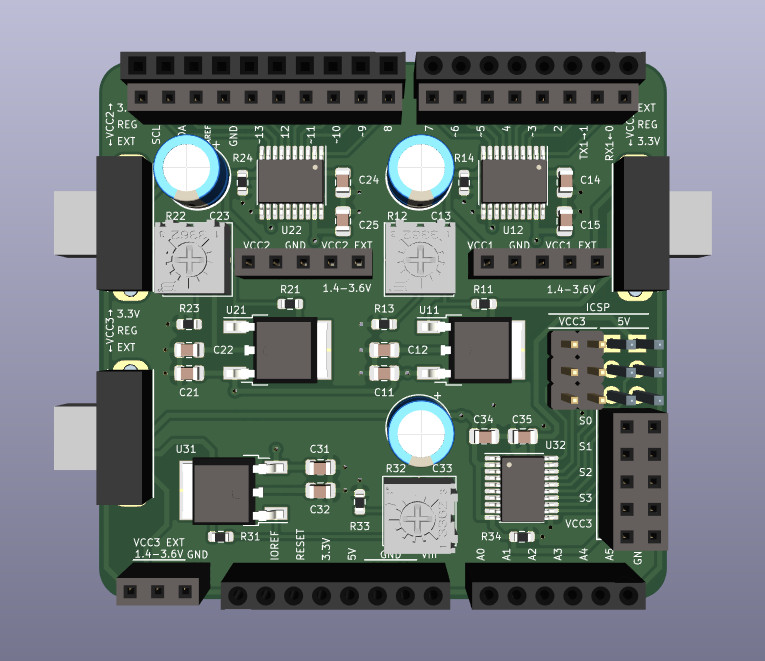 ←VCC2→
3.3V
REG
← EXT
SCL
GND
~13
12
~11
~10
~9
8
7
~6
~5
4
~3
2
TX1→1
RX1←0
EXT
REG
← 3.3V
R24
C24
C25
U22
R14
C14
C15
U12
R22
C23
R12
C13
VCC2 GND VCC2 EXT
1.4-3.6V
VCC1 GND VCC1 EXT
1.4-3.6V
←VCC3→
3.3V
REG
← EXT
R21
R23
U21
C22
C21
R11
R13
U11
C12
C11
ICSP
VCC3 5V
+
S0
S1
S2
S3
VCC3
C34
C35
U32
U31
C31
C32
R32
C33
R33
R31
R34
VCC3 EXT
1.4-3.6V GND
IOREF
RESET
3.3V
5V
GND
A0
A1
A2
A3
A4